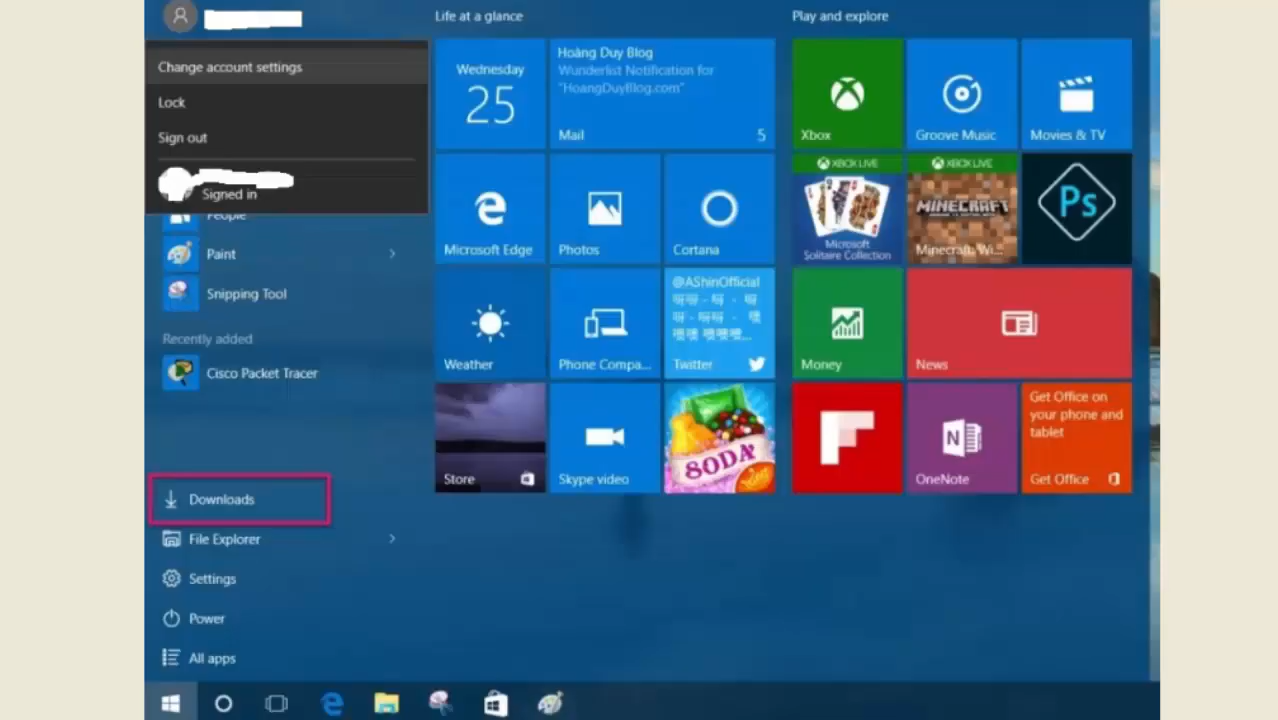 Change account settings
Lock
Sign out
Signed in
People
Paint
Snipping Tool
Recently added
Cisco Packet Tracer
Downloads
File Explorer
Settings
Power
All apps
Life at a glance
Wednesday
25
Hoàng Duy Blog
Wunderlist Notification for
"HoangDuyBlog.com"
Mail 5
Microsoft Edge
Photos
Cortana
Weather
Phone Compa...
@AShinOfficial
Twitter
Store
Skype video
SODA
Play and explore
Xbox
Groove Music
Movies & TV
XBOX LIVE
Microsoft
Solitaire Collection
XBOX LIVE
MINECRAFT
Minecraft: Wi...
Ps
Money
News
OneNote
Get Office on
your phone and
tablet
Get Office